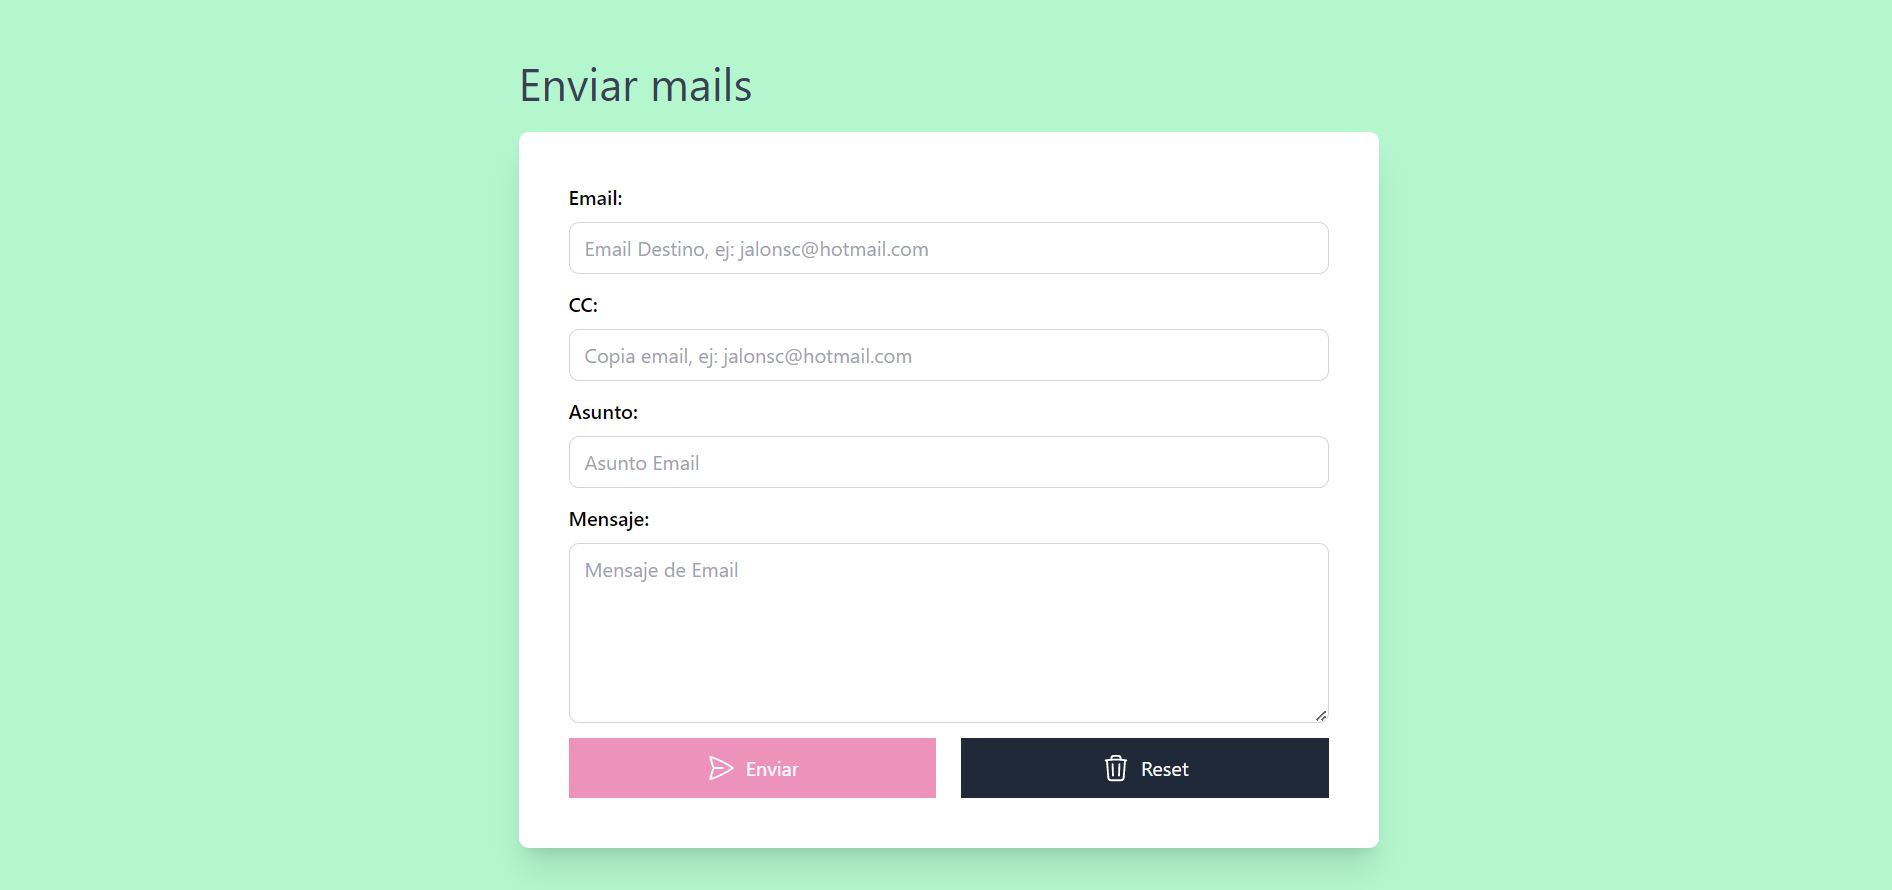 Enviar mails
Email:
Email Destino, ej: jalonsc@hotmail.com
CC:
Copia email, ej: jalonsc@hotmail.com
Asunto:
Asunto Email
Mensaje:
Mensaje de Email
Enviar
Reset